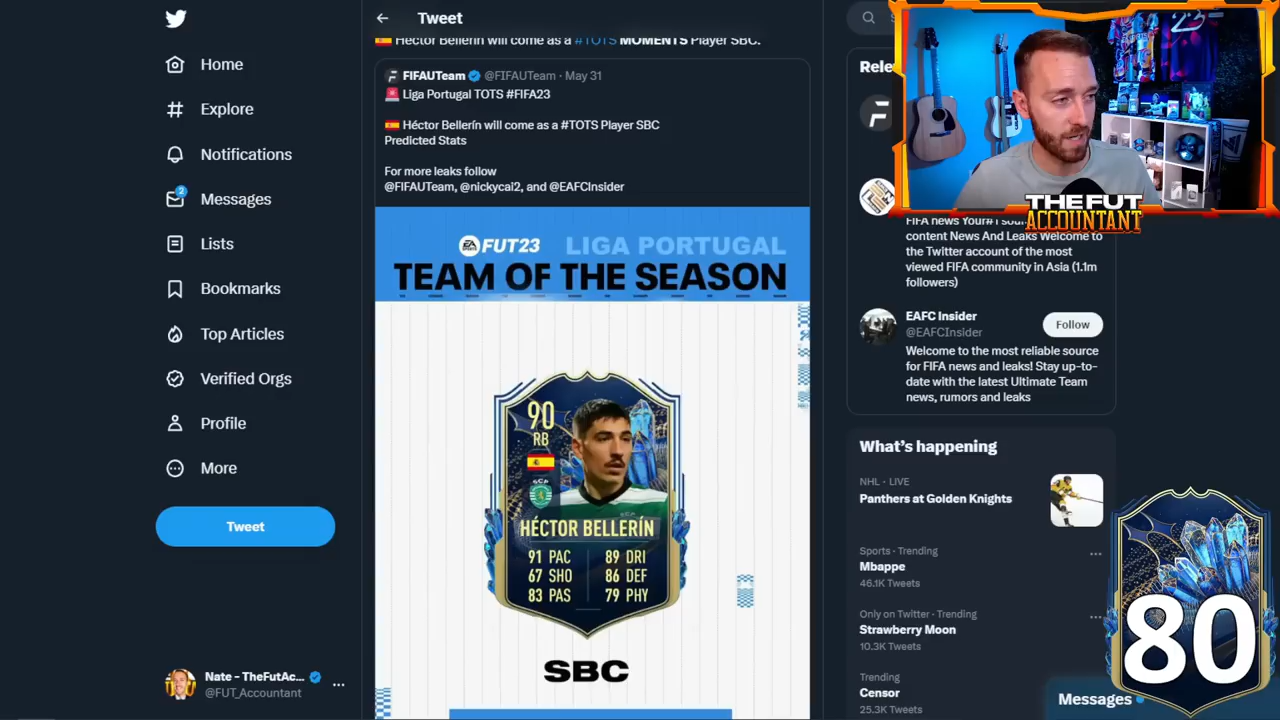 Tweet
Héctor Bellerín will come as a #TOTS MOMENTS Player SBC.
Home
Explore
Notifications
2
Messages
Lists
Bookmarks
Top Articles
Verified Orgs
Profile
More
Tweet
Nate - TheFutAc...
@FUT_Accountant
FIFAUTeam @FIFAUTeam · May 31
Liga Portugal TOTS #FIFA23
Héctor Bellerín will come as a #TOTS Player SBC
Predicted Stats
For more leaks follow
@FIFAUTeam, @nickycal2, and @EAFCInsider
EA SPORTS FUT23 LIGA PORTUGAL
TEAM OF THE SEASON
90
RB
SCP
HÉCTOR BELLERÍN
91 PAC 89 DRI
67 SHO 86 DEF
83 PAS 79 PHY
SBC
Rele
THE FUT
ACCOUNTANT
FIFA news Your# 1 sou
content News And Leaks Welcome to
the Twitter account of the most
viewed FIFA community in Asia (1.1m
followers)
EAFC Insider
@EAFCInsider
Follow
Welcome to the most reliable source
for FIFA news and leaks! Stay up-to-
date with the latest Ultimate Team
news, rumors and leaks
What's happening
NHL · LIVE
Panthers at Golden Knights
Sports · Trending
Mbappe
46.1K Tweets
Only on Twitter · Trending
Strawberry Moon
10.3K Tweets
Trending
Censor
25.3K Tweets
Messages
80